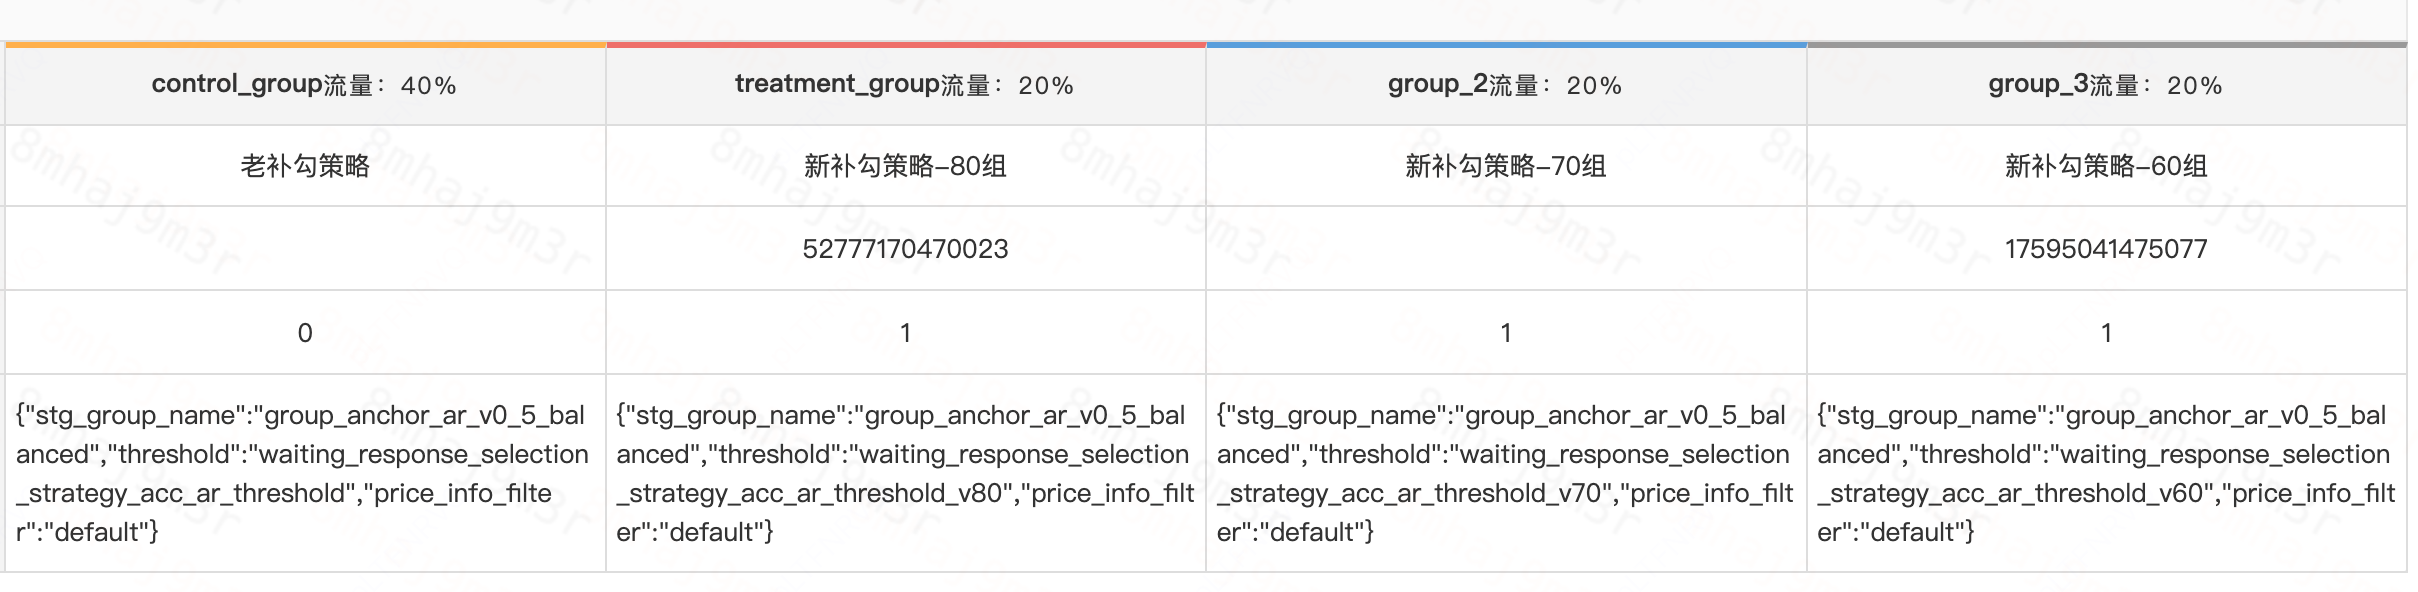 control_group流量：40%
treatment_group流量：20%
group_2流量：20%
group_3流量：20%
老补勾策略
新补勾策略-80组
新补勾策略-70组
新补勾策略-60组
52777170470023
17595041475077
0
1
1
1
{"stg_group_name":"group_anchor_ar_v0_5_bal
anced","threshold":"waiting_response_selection
_strategy_acc_ar_threshold","price_info_filte
r":"default"}
{"stg_group_name":"group_anchor_ar_v0_5_bal
anced","threshold":"waiting_response_selection
_strategy_acc_ar_threshold_v80","price_info_filt
er":"default"}
{"stg_group_name":"group_anchor_ar_v0_5_bal
anced","threshold":"waiting_response_selection
_strategy_acc_ar_threshold_v70","price_info_filt
er":"default"}
{"stg_group_name":"group_anchor_ar_v0_5_bal
anced","threshold":"waiting_response_selection
_strategy_acc_ar_threshold_v60","price_info_filt
er":"default"}
8mhaj9m3r